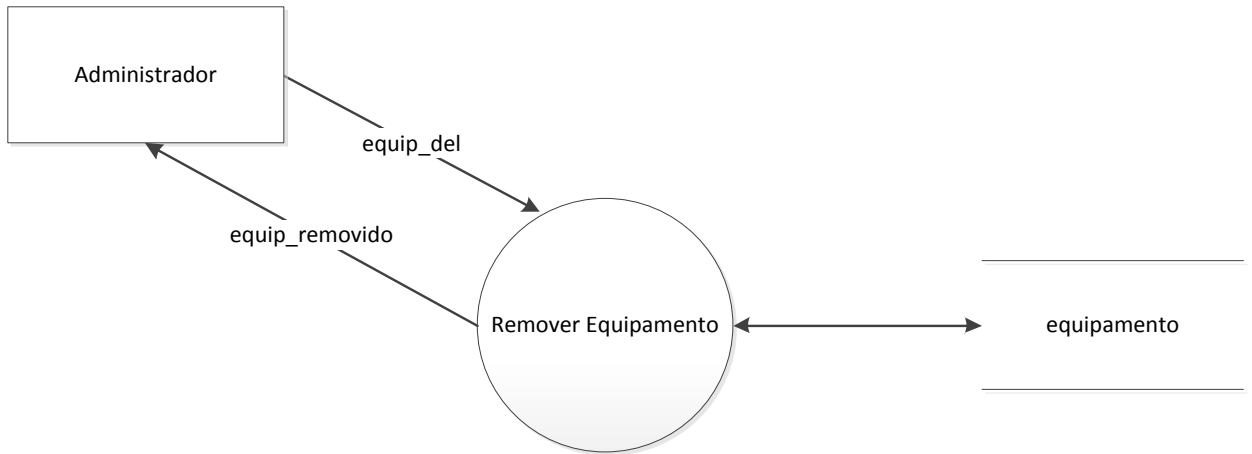 Administrador
equip_del
equip_removido
Remover Equipamento
equipamento